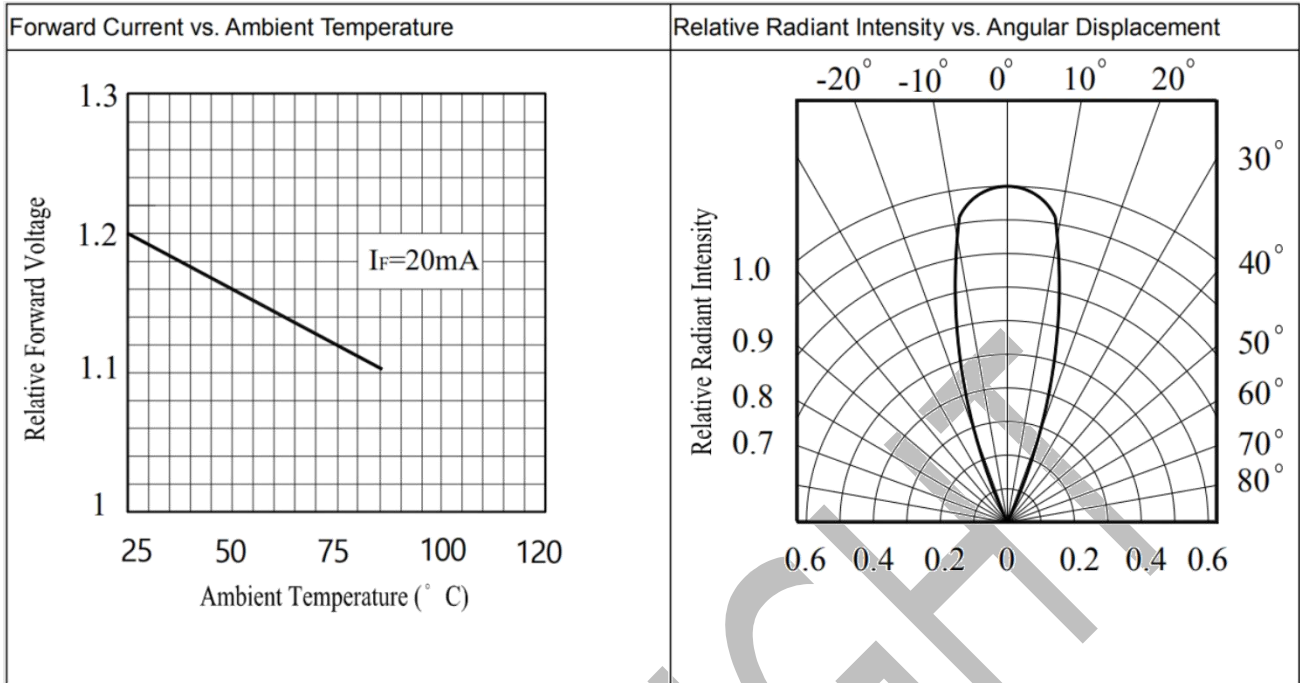 Forward Current vs. Ambient Temperature
1.3
1.2
1.1
1
Relative Forward Voltage
IF=20mA
25 50 75 100 120
Ambient Temperature (° C)
Relative Radiant Intensity vs. Angular Displacement
-20° -10° 0° 10° 20°
30°
40°
50°
60°
70°
80°
Relative Radiant Intensity
1.0
0.9
0.8
0.7
0.6 0.4 0.2 0 0.2 0.4 0.6